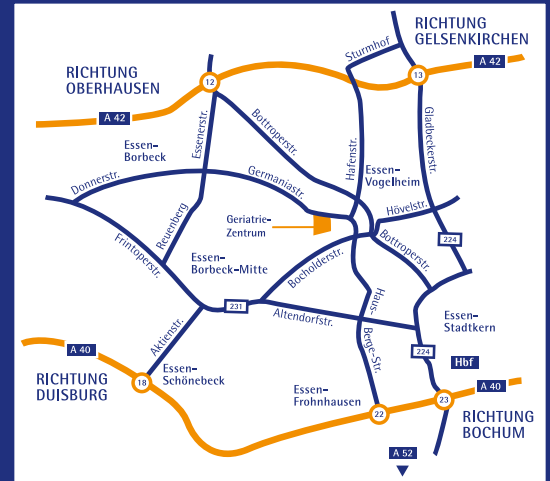 RICHTUNG
GELSENKIRCHEN
Sturmhof
A 42
RICHTUNG
OBERHAUSEN
12
13
A 42
Essenerstr.
Bottroperstr.
Hafenstr.
Gladbeckerstr.
Essen-
Borbeck
Essen-
Vogelheim
Donnerstr.
Germaniastr.
Hövelstr.
Geriatrie-
Zentrum
Reuenberg
Frintoperstr.
224
Essen-
Borbeck-Mitte
Bocholderstr.
Bottroperstr.
Haus-
Berge-Str.
231
Altendorfstr.
Essen-
Stadtkern
Aktienstr.
A 40
224
Hbf
RICHTUNG
DUISBURG
18
Essen-
Schönebeck
A 40
Essen-
Frohnhausen
22
23
RICHTUNG
BOCHUM
A 52